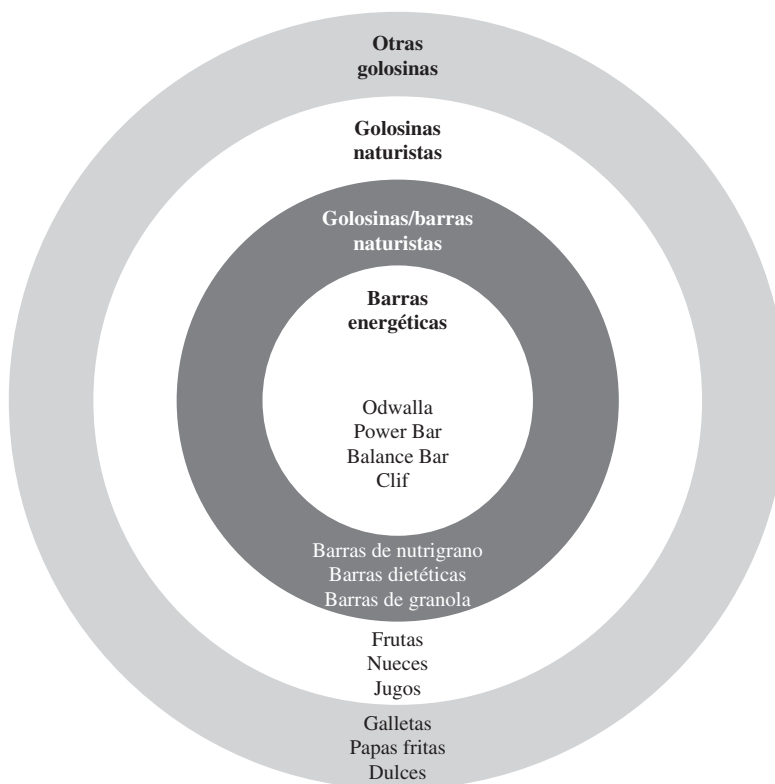 Otras
golosinas
Golosinas
naturistas
Golosinas/barras
naturistas
Barras
energéticas
Odwalla
Power Bar
Balance Bar
Clif
Barras de nutrigrano
Barras dietéticas
Barras de granola
Frutas
Nueces
Jugos
Galletas
Papas fritas
Dulces